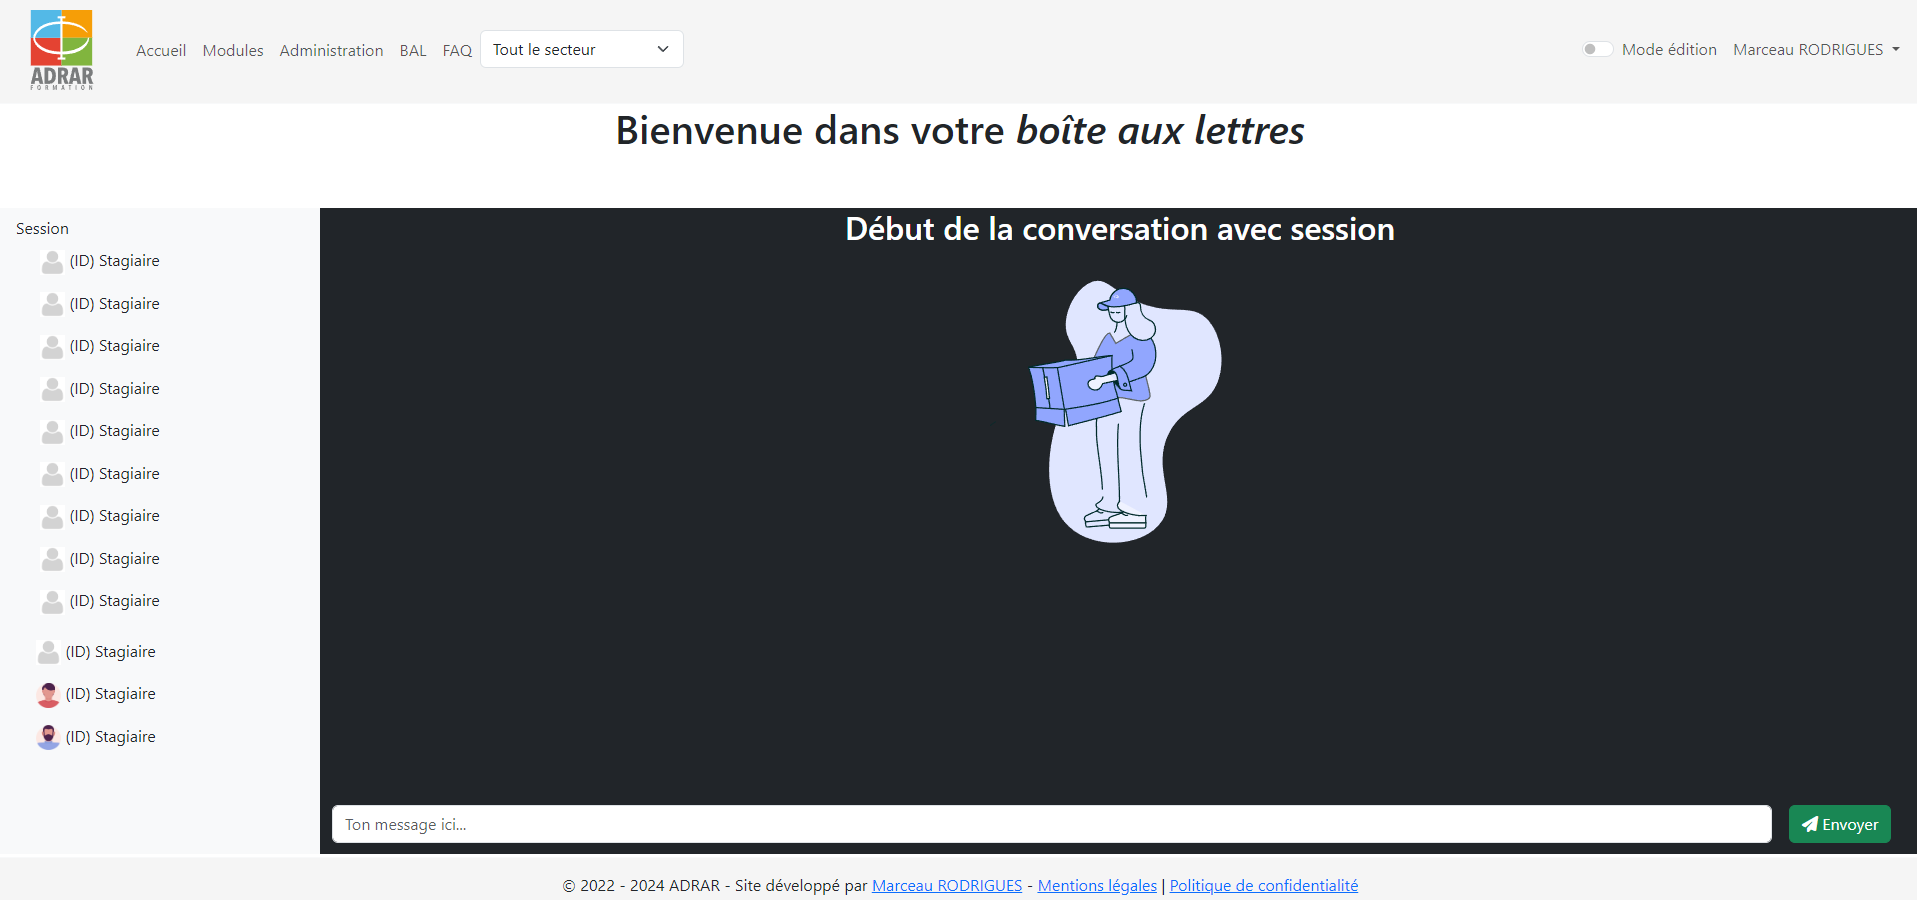 ADRAR
FORMATION
Accueil Modules Administration BAL FAQ Tout le secteur Mode édition Marceau RODRIGUES
Bienvenue dans votre boîte aux lettres
Session
(ID) Stagiaire
(ID) Stagiaire
(ID) Stagiaire
(ID) Stagiaire
(ID) Stagiaire
(ID) Stagiaire
(ID) Stagiaire
(ID) Stagiaire
(ID) Stagiaire
(ID) Stagiaire
(ID) Stagiaire
(ID) Stagiaire
Début de la conversation avec session
Ton message ici... Envoyer
© 2022 - 2024 ADRAR - Site développé par Marceau RODRIGUES - Mentions légales | Politique de confidentialité